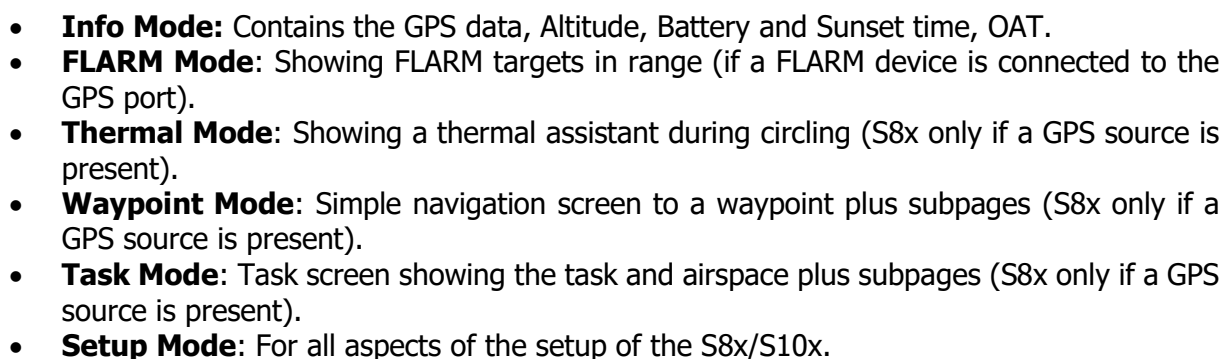 • Info Mode: Contains the GPS data, Altitude, Battery and Sunset time, OAT.
• FLARM Mode: Showing FLARM targets in range (if a FLARM device is connected to the
GPS port).
• Thermal Mode: Showing a thermal assistant during circling (S8x only if a GPS source is
present).
• Waypoint Mode: Simple navigation screen to a waypoint plus subpages (S8x only if a
GPS source is present).
• Task Mode: Task screen showing the task and airspace plus subpages (S8x only if a GPS
source is present).
• Setup Mode: For all aspects of the setup of the S8x/S10x.